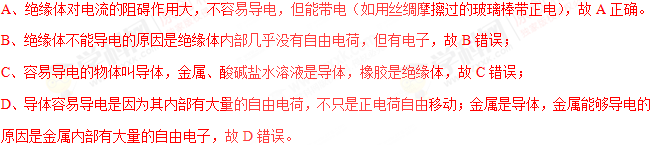 A、绝缘体对电流的阻碍作用大，不容易导电，但能带电（如用丝绸摩擦过的玻璃棒带正电），故 A 正确。
B、绝缘体不能导电的原因是绝缘体内部几乎没有自由电荷，但有电子，故 B 错误；
C、容易导电的物体叫导体，金属、酸碱盐水溶液是导体，橡胶是绝缘体，故 C 错误；
D、导体容易导电是因为其内部有大量的自由电荷，不只是正电荷自由移动；金属是导体，金属能够导电的
原因是金属内部有大量的自由电子，故 D 错误。